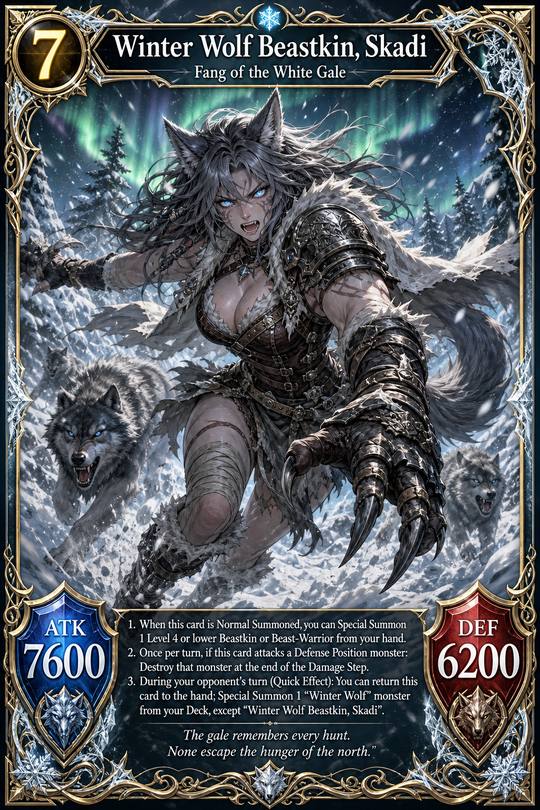 7
Winter Wolf Beastkin, Skadi
Fang of the White Gale
ATK
7600
1. When this card is Normal Summoned, you can Special Summon
1 Level 4 or lower Beastkin or Beast-Warrior from your hand.
2. Once per turn, if this card attacks a Defense Position monster:
Destroy that monster at the end of the Damage Step.
3. During your opponent's turn (Quick Effect): You can return this
card to the hand; Special Summon 1 “Winter Wolf” monster
from your Deck, except “Winter Wolf Beastkin, Skadi”.
The gale remembers every hunt.
None escape the hunger of the north.”
DEF
6200